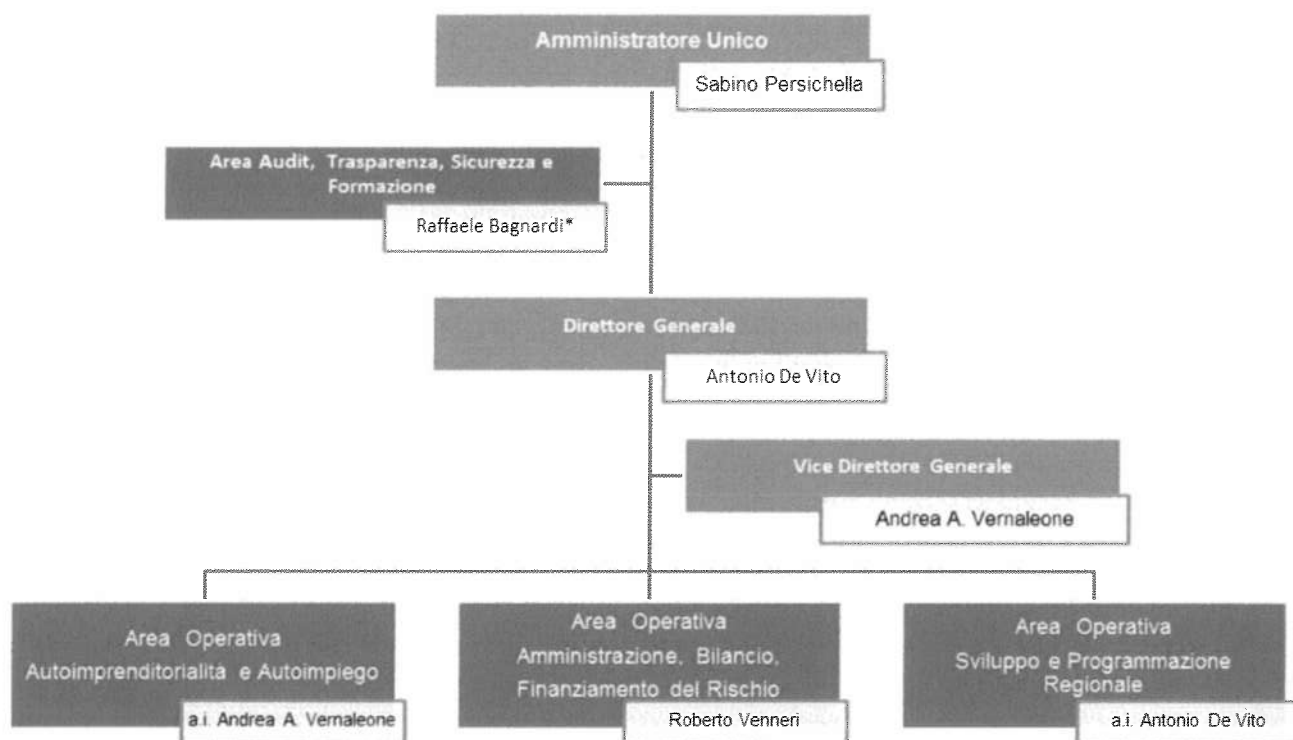 Amministratore Unico
Sabino Persichella
Area Audit, Trasparenza, Sicurezza e
Formazione
Raffaele Bagnardi*
Direttore Generale
Antonio De Vito
Vice Direttore Generale
Andrea A. Vernaleone
Area Operativa
Autoimprenditorialità e Autoimpiego
a.i. Andrea A. Vernaleone
Area Operativa
Amministrazione, Bilancio,
Finanziamento del Rischio
Roberto Venneri
Area Operativa
Sviluppo e Programmazione
Regionale
a.i. Antonio De Vito